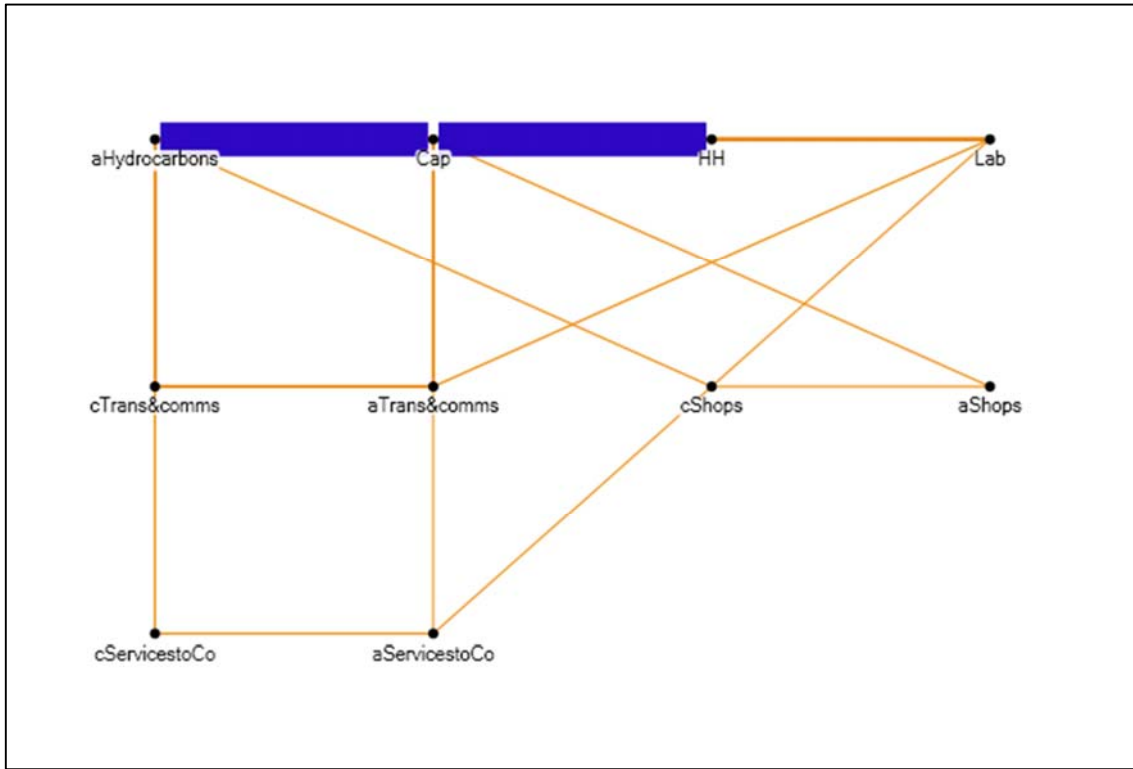 aHydrocarbons
Cap
HH
Lab
cTrans&comms
aTrans&comms
cShops
aShops
cServicestoCo
aServicestoCo